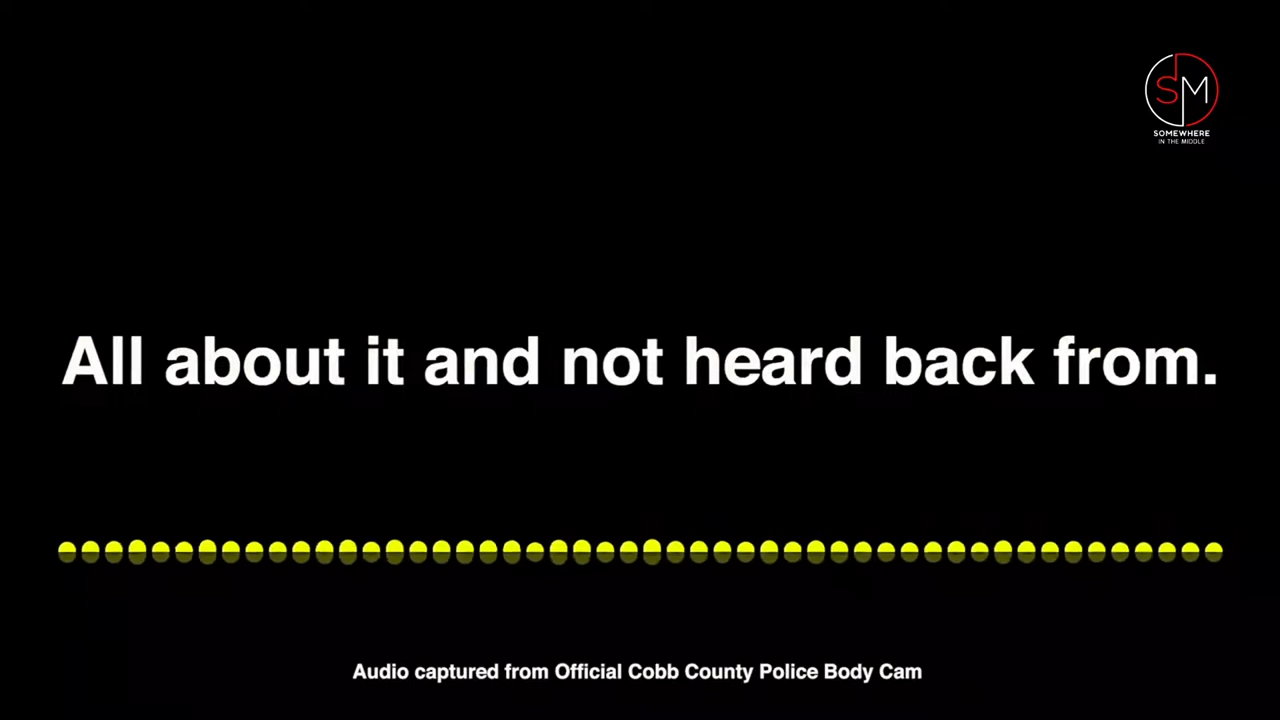 SM
SOMEWHERE
IN THE MIDDLE
All about it and not heard back from.
Audio captured from Official Cobb County Police Body Cam